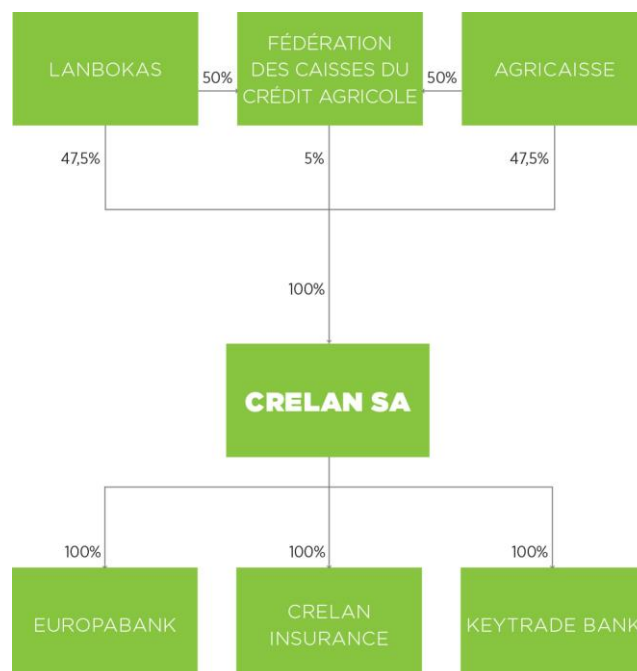 LANBOKAS
50%
FÉDÉRATION
DES CAISSES DU
CRÉDIT AGRICOLE
50%
AGRICAISSE
47,5%
5%
47,5%
100%
CRELAN SA
100%
100%
100%
EUROPABANK
CRELAN
INSURANCE
KEYTRADE BANK